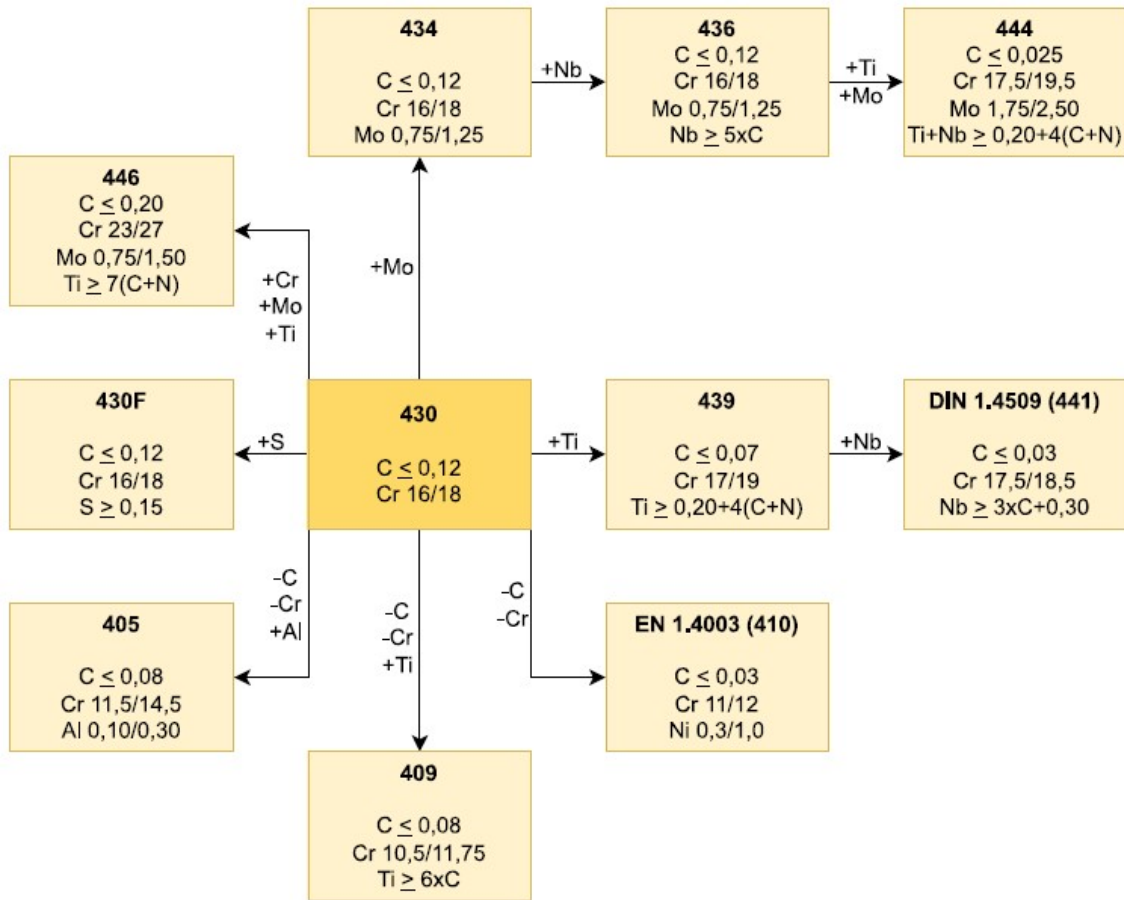 434
C ≤ 0,12
Cr 16/18
Mo 0,75/1,25
+Nb
436
C ≤ 0,12
Cr 16/18
Mo 0,75/1,25
Nb ≥ 5xC
+Ti
+Mo
444
C ≤ 0,025
Cr 17,5/19,5
Mo 1,75/2,50
Ti+Nb ≥ 0,20+4(C+N)
446
C ≤ 0,20
Cr 23/27
Mo 0,75/1,50
Ti ≥ 7(C+N)
+Cr
+Mo
+Ti
+Mo
430F
C ≤ 0,12
Cr 16/18
S ≥ 0,15
+S
430
C ≤ 0,12
Cr 16/18
+Ti
439
C ≤ 0,07
Cr 17/19
Ti ≥ 0,20+4(C+N)
+Nb
DİN 1.4509 (441)
C ≤ 0,03
Cr 17,5/18,5
Nb ≥ 3xC+0,30
-C
-Cr
+Al
-C
-Cr
+Ti
-C
-Cr
405
C ≤ 0,08
Cr 11,5/14,5
Al 0,10/0,30
EN 1.4003 (410)
C ≤ 0,03
Cr 11/12
Ni 0,3/1,0
409
C ≤ 0,08
Cr 10,5/11,75
Ti ≥ 6xC